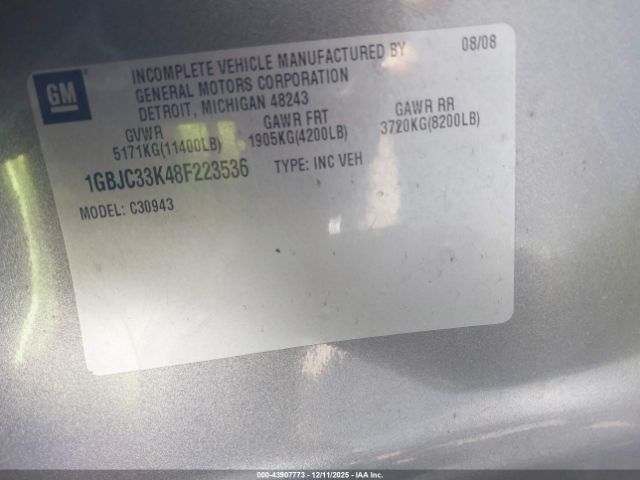 GM
INCOMPLETE VEHICLE MANUFACTURED BY 08/08
GENERAL MOTORS CORPORATION
DETROIT, MICHIGAN 48243
GVWR GAWR FRT GAWR RR
5171KG(11400LB) 1905KG(4200LB) 3720KG(8200LB)
1GBJC33K48F223536 TYPE: INC VEH
MODEL: C30943
000-43907773 - 12/11/2025 - IAA Inc.